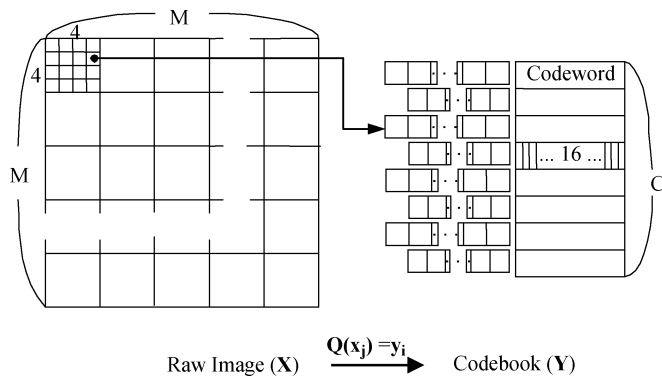 M
4
4
M
Codeword
... 16 ...
C
Raw Image (X)
Q(xj) =yi
Codebook (Y)